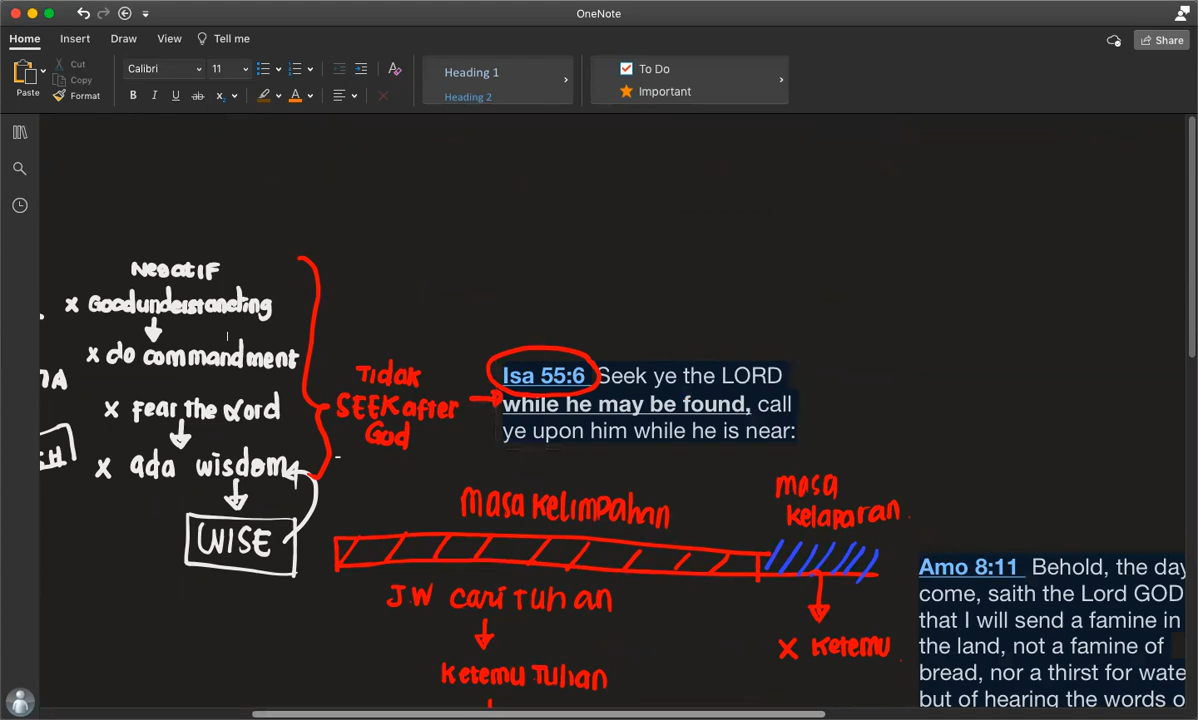 OneNote
Home Insert Draw View Tell me
Share
Paste
Cut
Copy
Format
Calibri 11
B I U ab x₂ A
Heading 1
Heading 2
To Do
Important
Negatif
x Good understanding
x do commandment
x Fear the Lord
x ada wisdom
WISE
Tidak
SEEK after
God
Isa 55:6 Seek ye the LORD
while he may be found, call
ye upon him while he is near:
masa kelimpahan
masa
kelaparan
JW cari Tuhan
ketemu Tuhan
x ketemu
Amo 8:11 Behold, the day
come, saith the Lord GOD
that I will send a famine in
the land, not a famine of
bread, nor a thirst for wate
but of hearing the words o